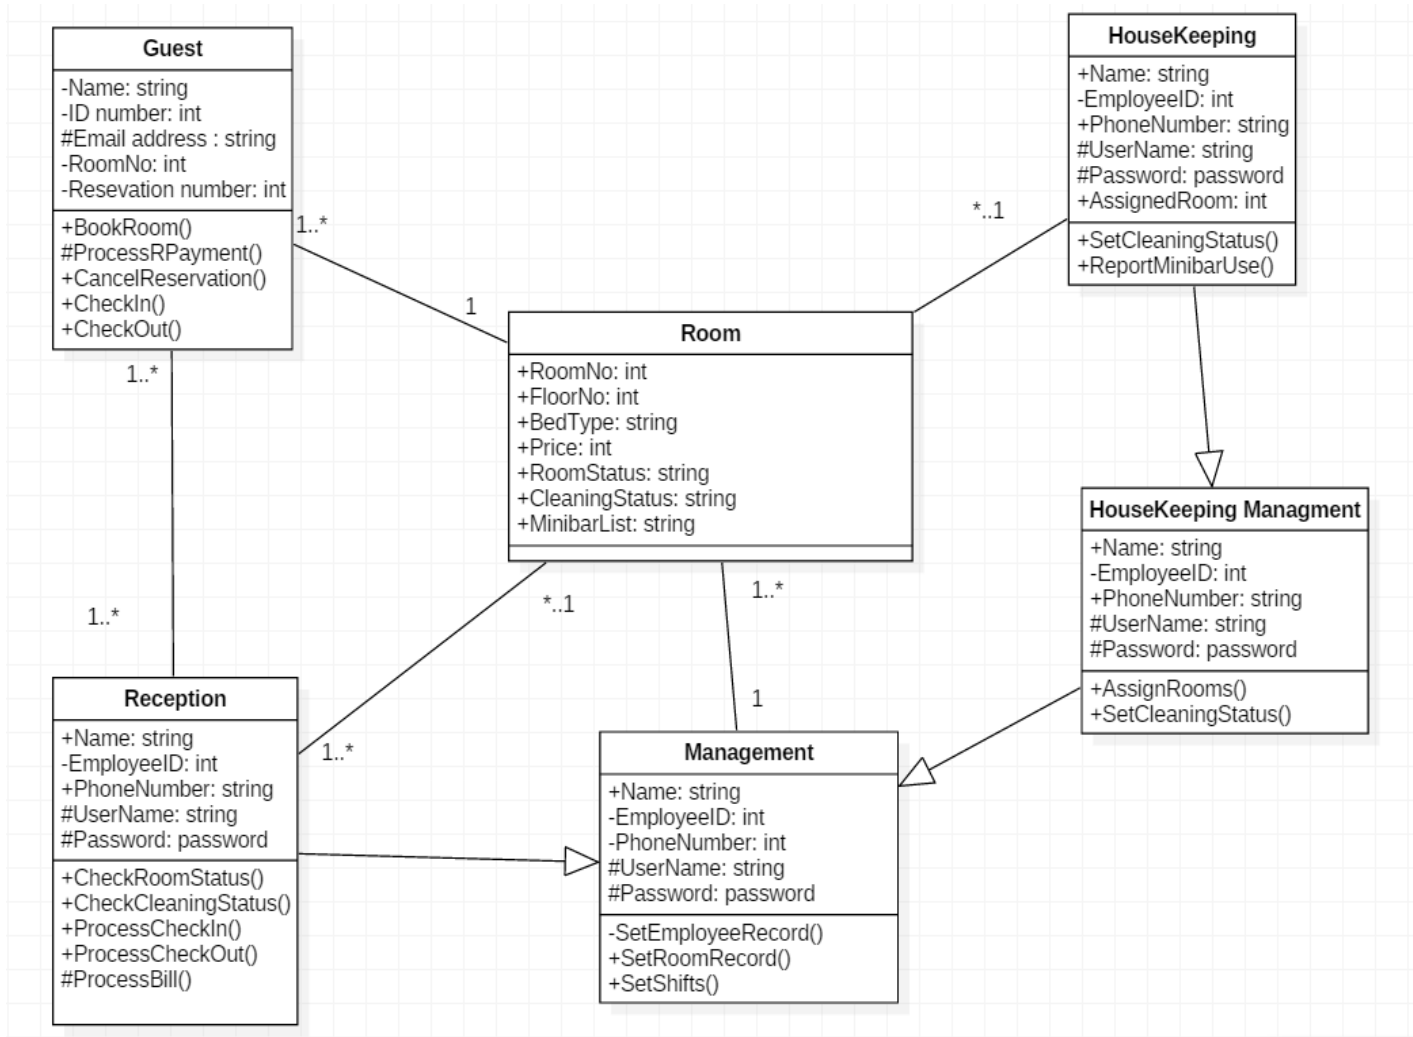 Guest
-Name: string
-ID number: int
#Email address : string
-RoomNo: int
-Resevation number: int
+BookRoom()
#ProcessRPayment()
+CancelReservation()
+CheckIn()
+CheckOut()
1..*
1
1..*
1..*
HouseKeeping
+Name: string
-EmployeeID: int
+PhoneNumber: string
#UserName: string
#Password: password
+AssignedRoom: int
+SetCleaningStatus()
+ReportMinibarUse()
*..1
Room
+RoomNo: int
+FloorNo: int
+BedType: string
+Price: int
+RoomStatus: string
+CleaningStatus: string
+MinibarList: string
*..1
1..*
1..*
1
HouseKeeping Managment
+Name: string
-EmployeeID: int
+PhoneNumber: string
#UserName: string
#Password: password
+AssignRooms()
+SetCleaningStatus()
Reception
+Name: string
-EmployeeID: int
+PhoneNumber: string
#UserName: string
#Password: password
+CheckRoomStatus()
+CheckCleaningStatus()
+ProcessCheckIn()
+ProcessCheckOut()
#ProcessBill()
Management
+Name: string
-EmployeeID: int
-PhoneNumber: int
#UserName: string
#Password: password
-SetEmployeeRecord()
+SetRoomRecord()
+SetShifts()